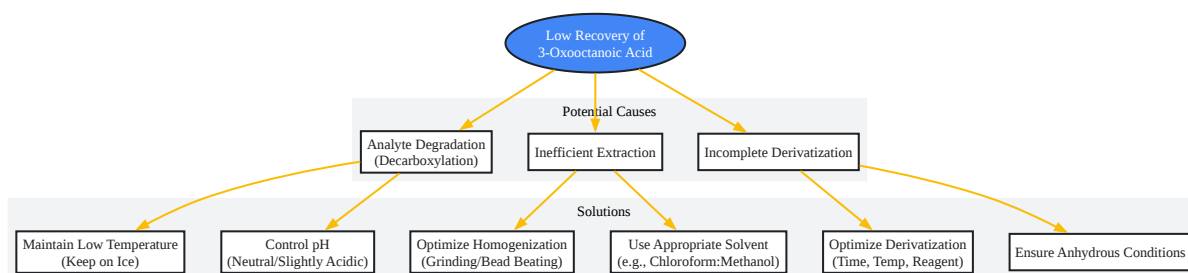 Low Recovery of
3-Oxooctanoic Acid
Potential Causes
Analyte Degradation
(Decarboxylation)
Inefficient Extraction
Incomplete Derivatization
Solutions
Maintain Low Temperature
(Keep on Ice)
Control pH
(Neutral/Slightly Acidic)
Optimize Homogenization
(Grinding/Bead Beating)
Use Appropriate Solvent
(e.g., Chloroform:Methanol)
Optimize Derivatization
(Time, Temp, Reagent)
Ensure Anhydrous Conditions